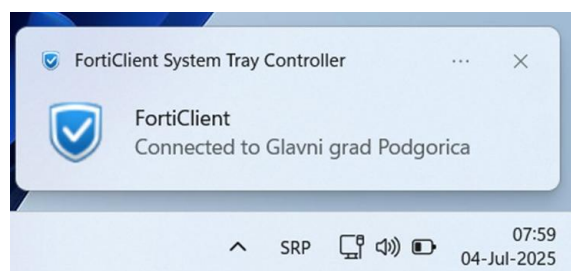 FortiClient System Tray Controller
FortiClient
Connected to Glavni grad Podgorica
SRP
07:59
04-Jul-2025